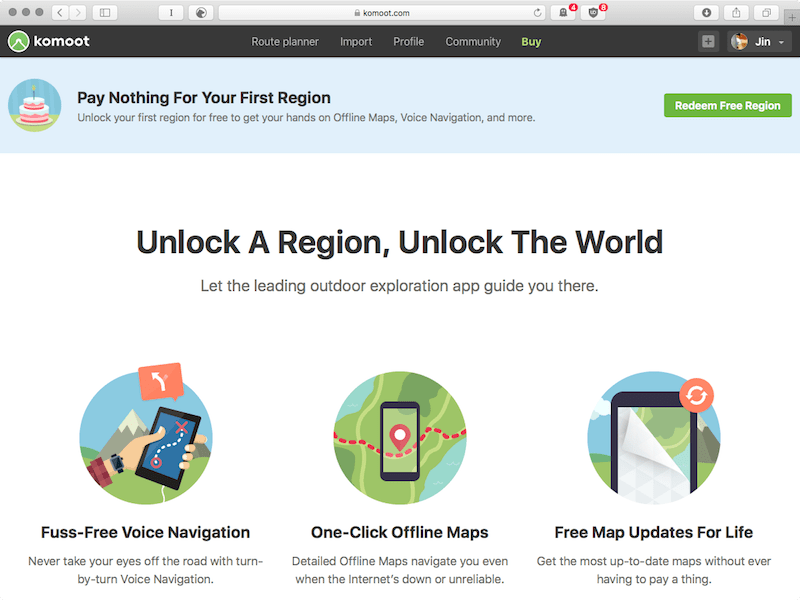 I
komoot.com
4
8
komoot
Route planner
Import
Profile
Community
Buy
Jin
Pay Nothing For Your First Region
Unlock your first region for free to get your hands on Offline Maps, Voice Navigation, and more.
Redeem Free Region
Unlock A Region, Unlock The World
Let the leading outdoor exploration app guide you there.
Fuss-Free Voice Navigation
Never take your eyes off the road with turn-
by-turn Voice Navigation.
One-Click Offline Maps
Detailed Offline Maps navigate you even
when the Internet’s down or unreliable.
Free Map Updates For Life
Get the most up-to-date maps without ever
having to pay a thing.